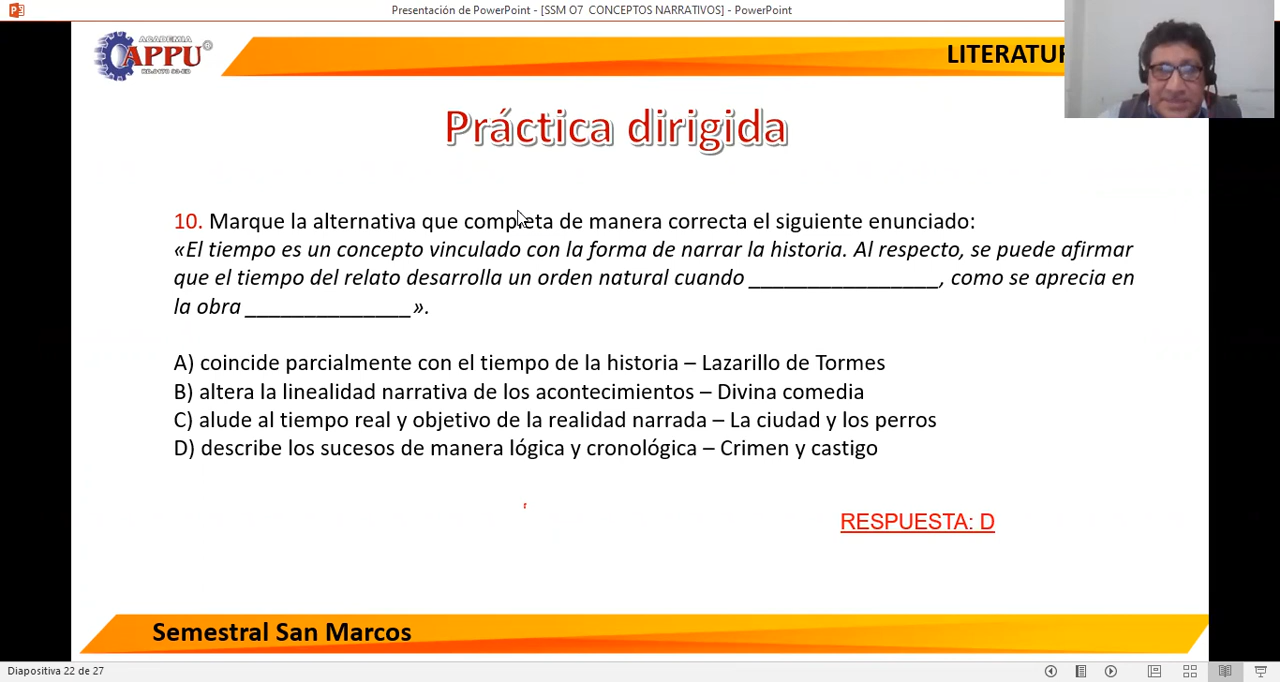 Presentación de PowerPoint - [SSM O7  CONCEPTOS NARRATIVOS] - PowerPoint
ACADEMIA
APPU
LITERATUR
Práctica dirigida
10. Marque la alternativa que completa de manera correcta el siguiente enunciado:
«El tiempo es un concepto vinculado con la forma de narrar la historia. Al respecto, se puede afirmar
que el tiempo del relato desarrolla un orden natural cuando ________________, como se aprecia en
la obra ______________».
A) coincide parcialmente con el tiempo de la historia – Lazarillo de Tormes
B) altera la linealidad narrativa de los acontecimientos – Divina comedia
C) alude al tiempo real y objetivo de la realidad narrada – La ciudad y los perros
D) describe los sucesos de manera lógica y cronológica – Crimen y castigo
RESPUESTA: D
Semestral San Marcos
Diapositiva 22 de 27